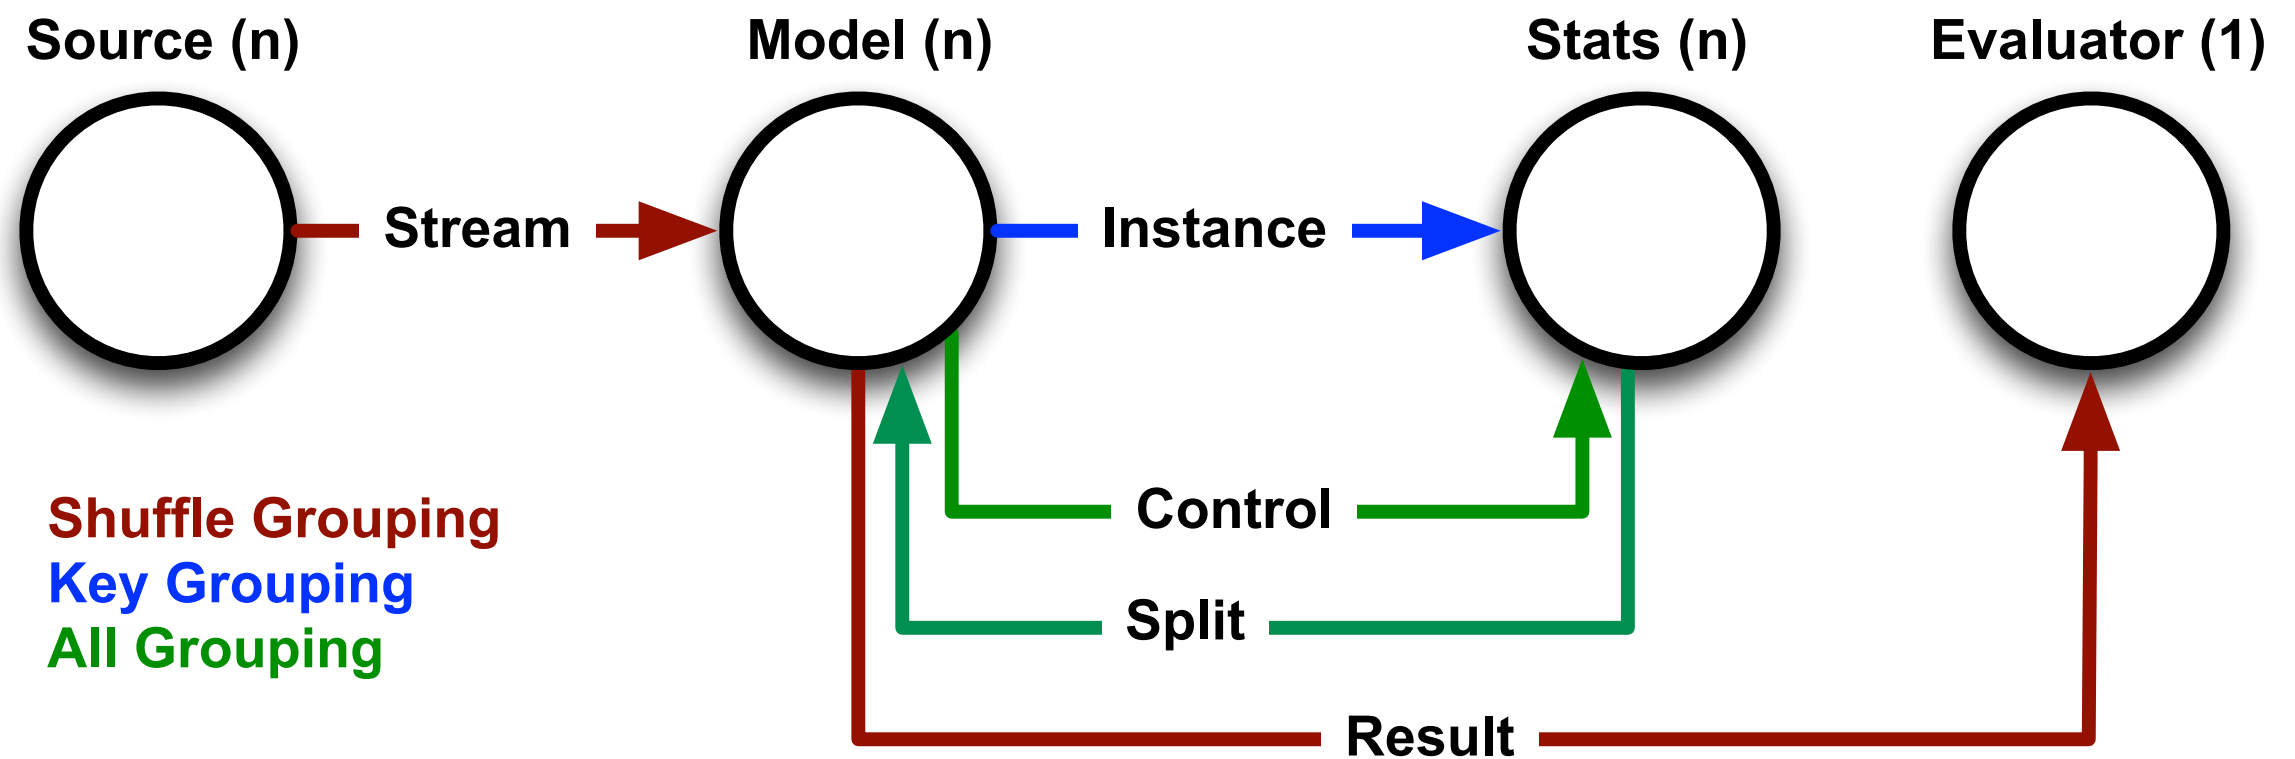 Source (n)
Model (n)
Stats (n)
Evaluator (1)
Stream
Instance
Control
Split
Result
Shuffle Grouping
Key Grouping
All Grouping